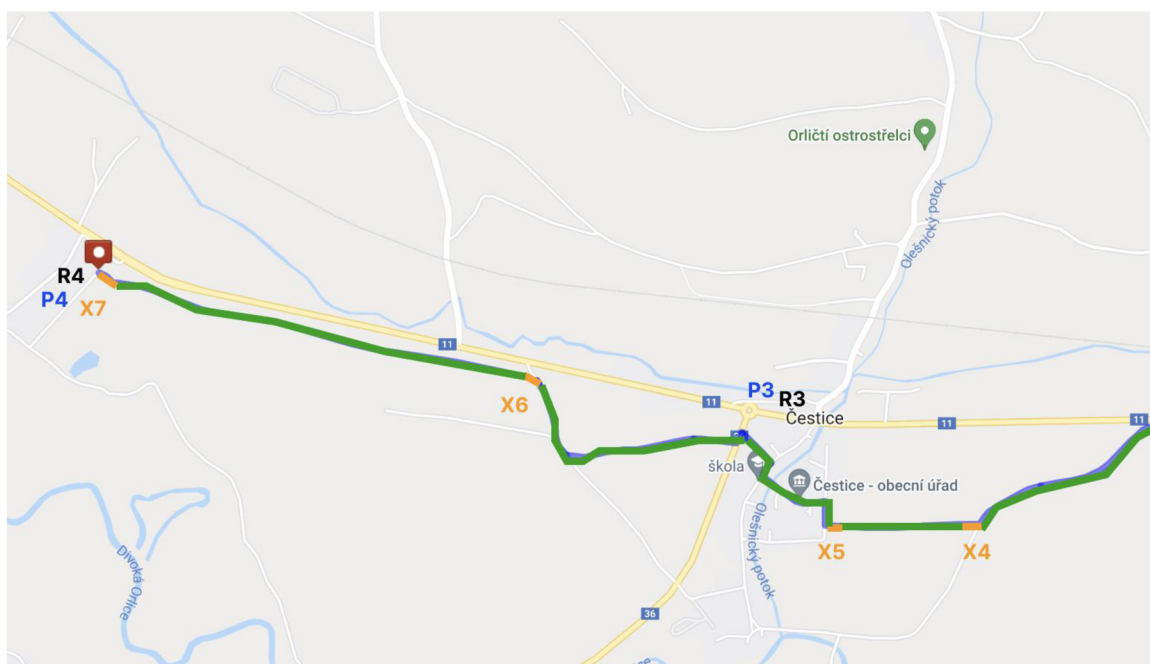 Orličtí ostrostřelci
Olešnický potok
R4
P4
X7
11
X6
P3
R3
11
Čestice
11
11
škola
Čestice - obecní úřad
Olešnický potok
X5
X4
Divoká Orlice
36